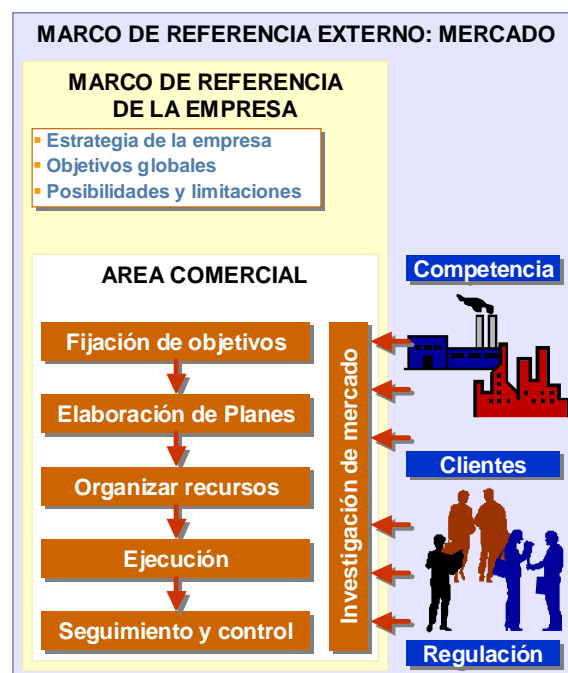 MARCO DE REFERENCIA EXTERNO: MERCADO
MARCO DE REFERENCIA
DE LA EMPRESA
Estrategia de la empresa
Objetivos globales
Posibilidades y limitaciones
AREA COMERCIAL
Fijación de objetivos
Elaboración de Planes
Organizar recursos
Ejecución
Seguimiento y control
Investigación de mercado
Competencia
Clientes
Regulación